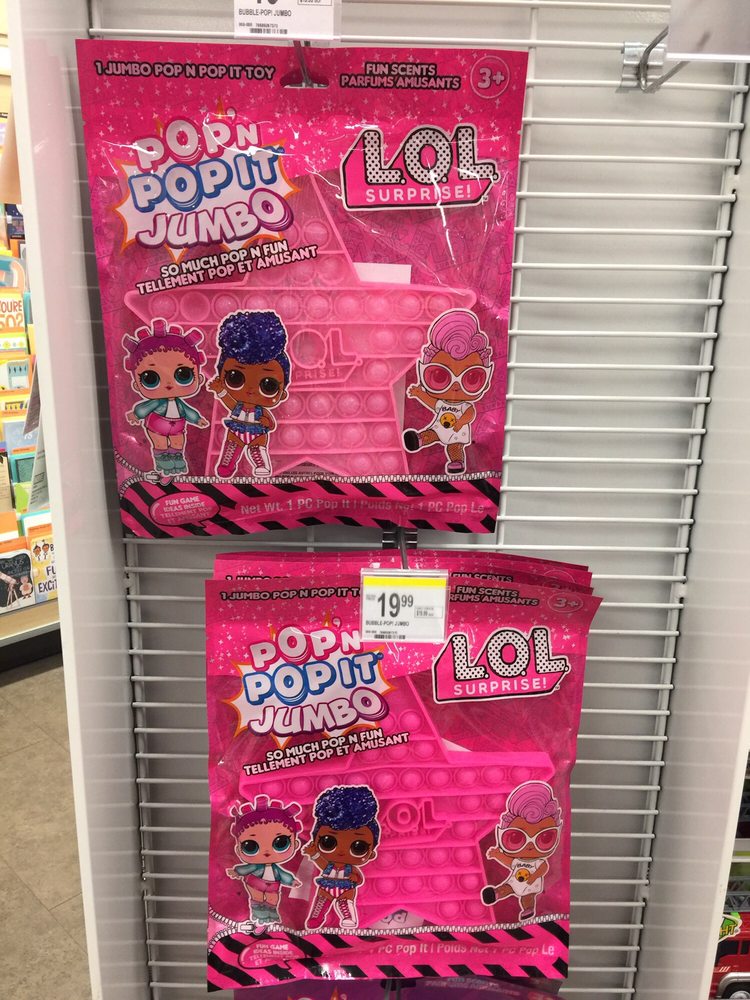 BUBBLE-POP! JUMBO
1 JUMBO POP N POP IT TOY
FUN SCENTS
PARFUMS AMUSANTS
3+
POP'N
POP IT
JUMBO
L.O.L.
SURPRISE!
SO MUCH POP N FUN
TELLEMENT POP ET AMUSANT
BABY
FUN GAME
IDEAS INSIDE
Net Wt. 1 PC Pop It | Poids Net 1 PC Pop Le
1 JUMBO POP N POP IT
FUN SCENTS
PARFUMS AMUSANTS
3+
19.99
BUBBLE-POP! JUMBO
POP'N
POP IT
JUMBO
L.O.L.
SURPRISE!
SO MUCH POP N FUN
TELLEMENT POP ET AMUSANT
BABY
FUN GAME
IDEAS INSIDE
PC Pop It | Poids Net 1 PC Pop Le